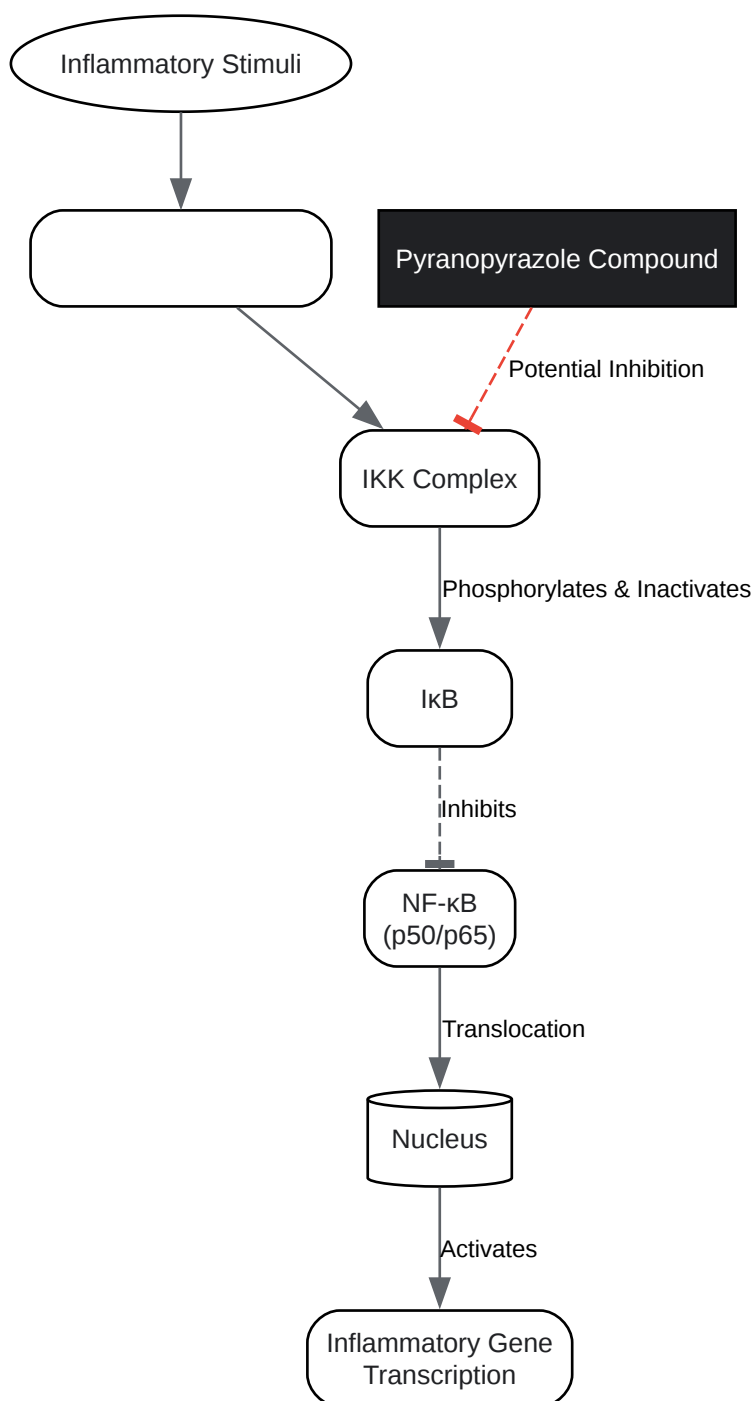 Inflammatory Stimuli
Pyranopyrazole Compound
Potential Inhibition
IKK Complex
Phosphorylates & Inactivates
IκB
Inhibits
NF-κB
(p50/p65)
Translocation
Nucleus
Activates
Inflammatory Gene
Transcription